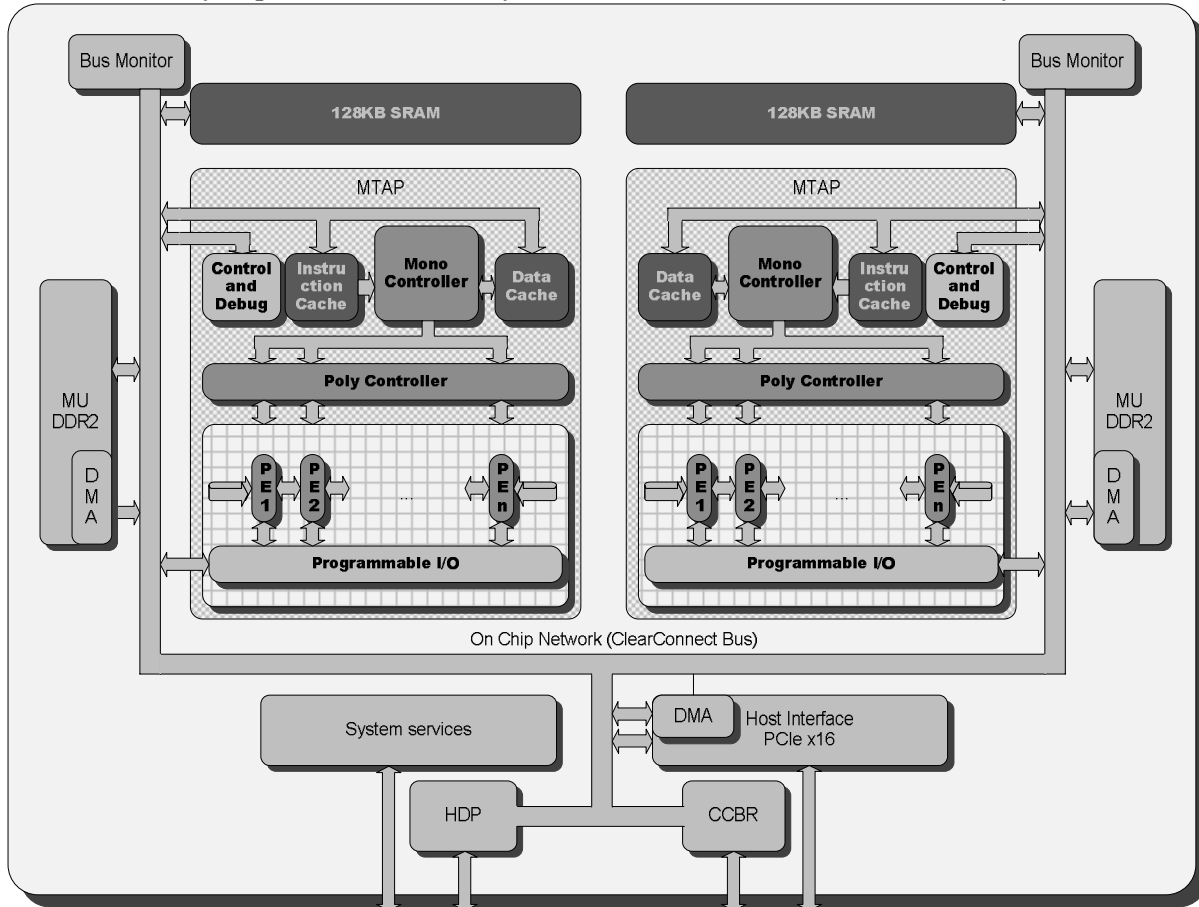 Bus Monitor
Bus Monitor
128KB SRAM
128KB SRAM
MTAP
MTAP
Control
and
Debug
Instru
ction
Cache
Mono
Controller
Data
Cache
Data
Cache
Mono
Controller
Instru
ction
Cache
Control
and
Debug
Poly Controller
Poly Controller
MU
DDR2
D
M
A
MU
DDR2
D
M
A
P
E
1
P
E
2
...
P
E
n
P
E
1
P
E
2
...
P
E
n
Programmable I/O
Programmable I/O
On Chip Network (ClearConnect Bus)
System services
DMA
Host Interface
PCIe x16
HDP
CCBR